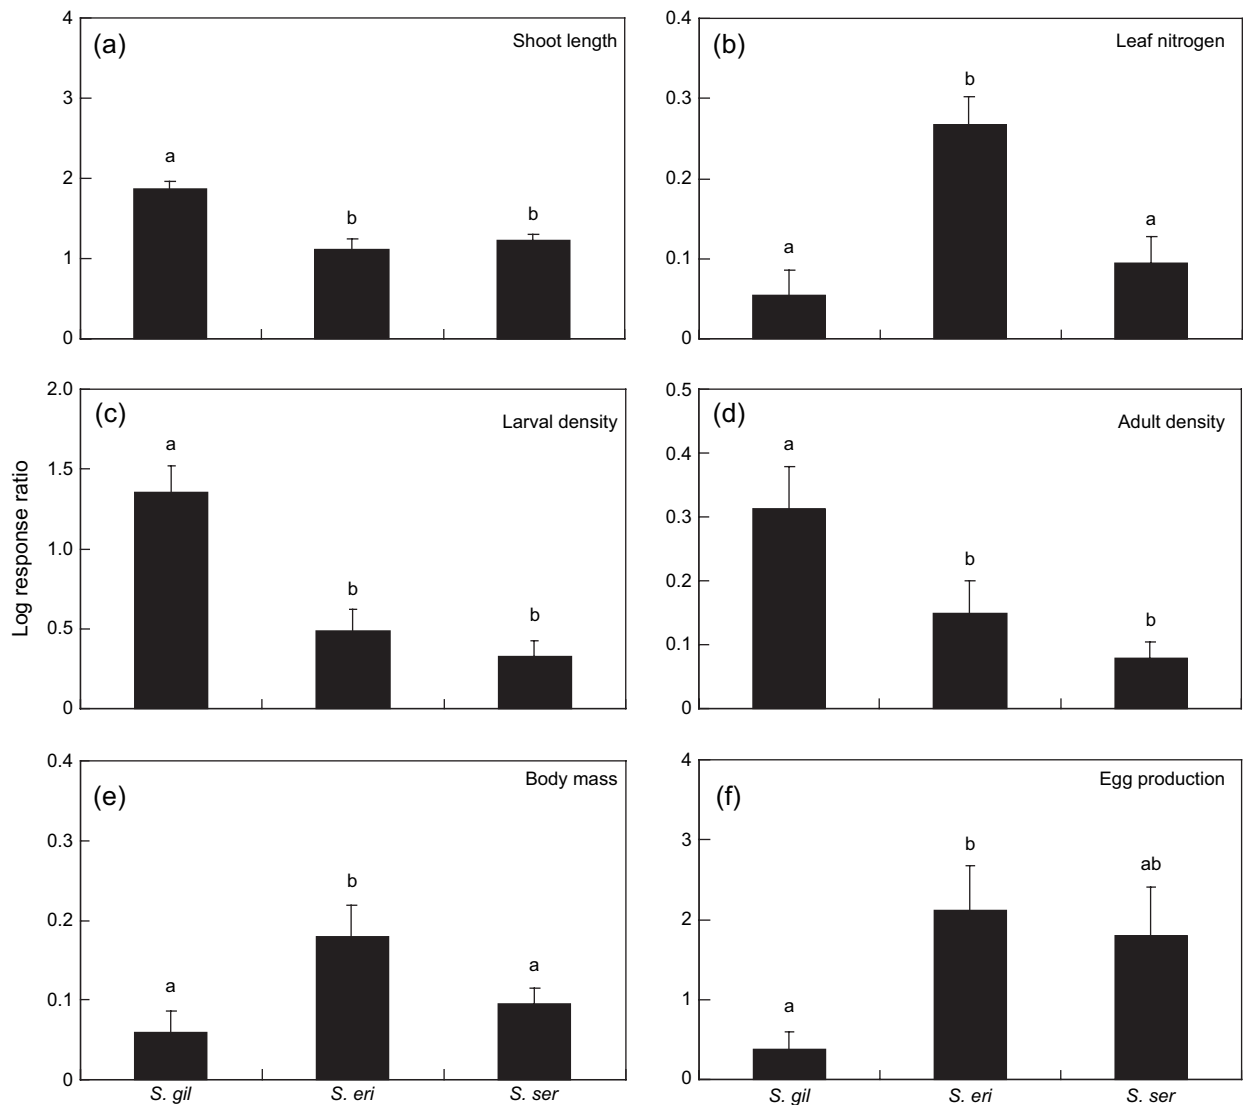 (a) Shoot length
4
3
2
1
0
a
b
b
(b) Leaf nitrogen
0.4
0.3
0.2
0.1
0
a
b
a
Log response ratio
(c) Larval density
2.0
1.5
1.0
0.5
0
a
b
b
(d) Adult density
0.5
0.4
0.3
0.2
0.1
0
a
b
b
(e) Body mass
0.4
0.3
0.2
0.1
0
a
b
a
S. gil S. eri S. ser
(f) Egg production
4
3
2
1
0
a
b
ab
S. gil S. eri S. ser